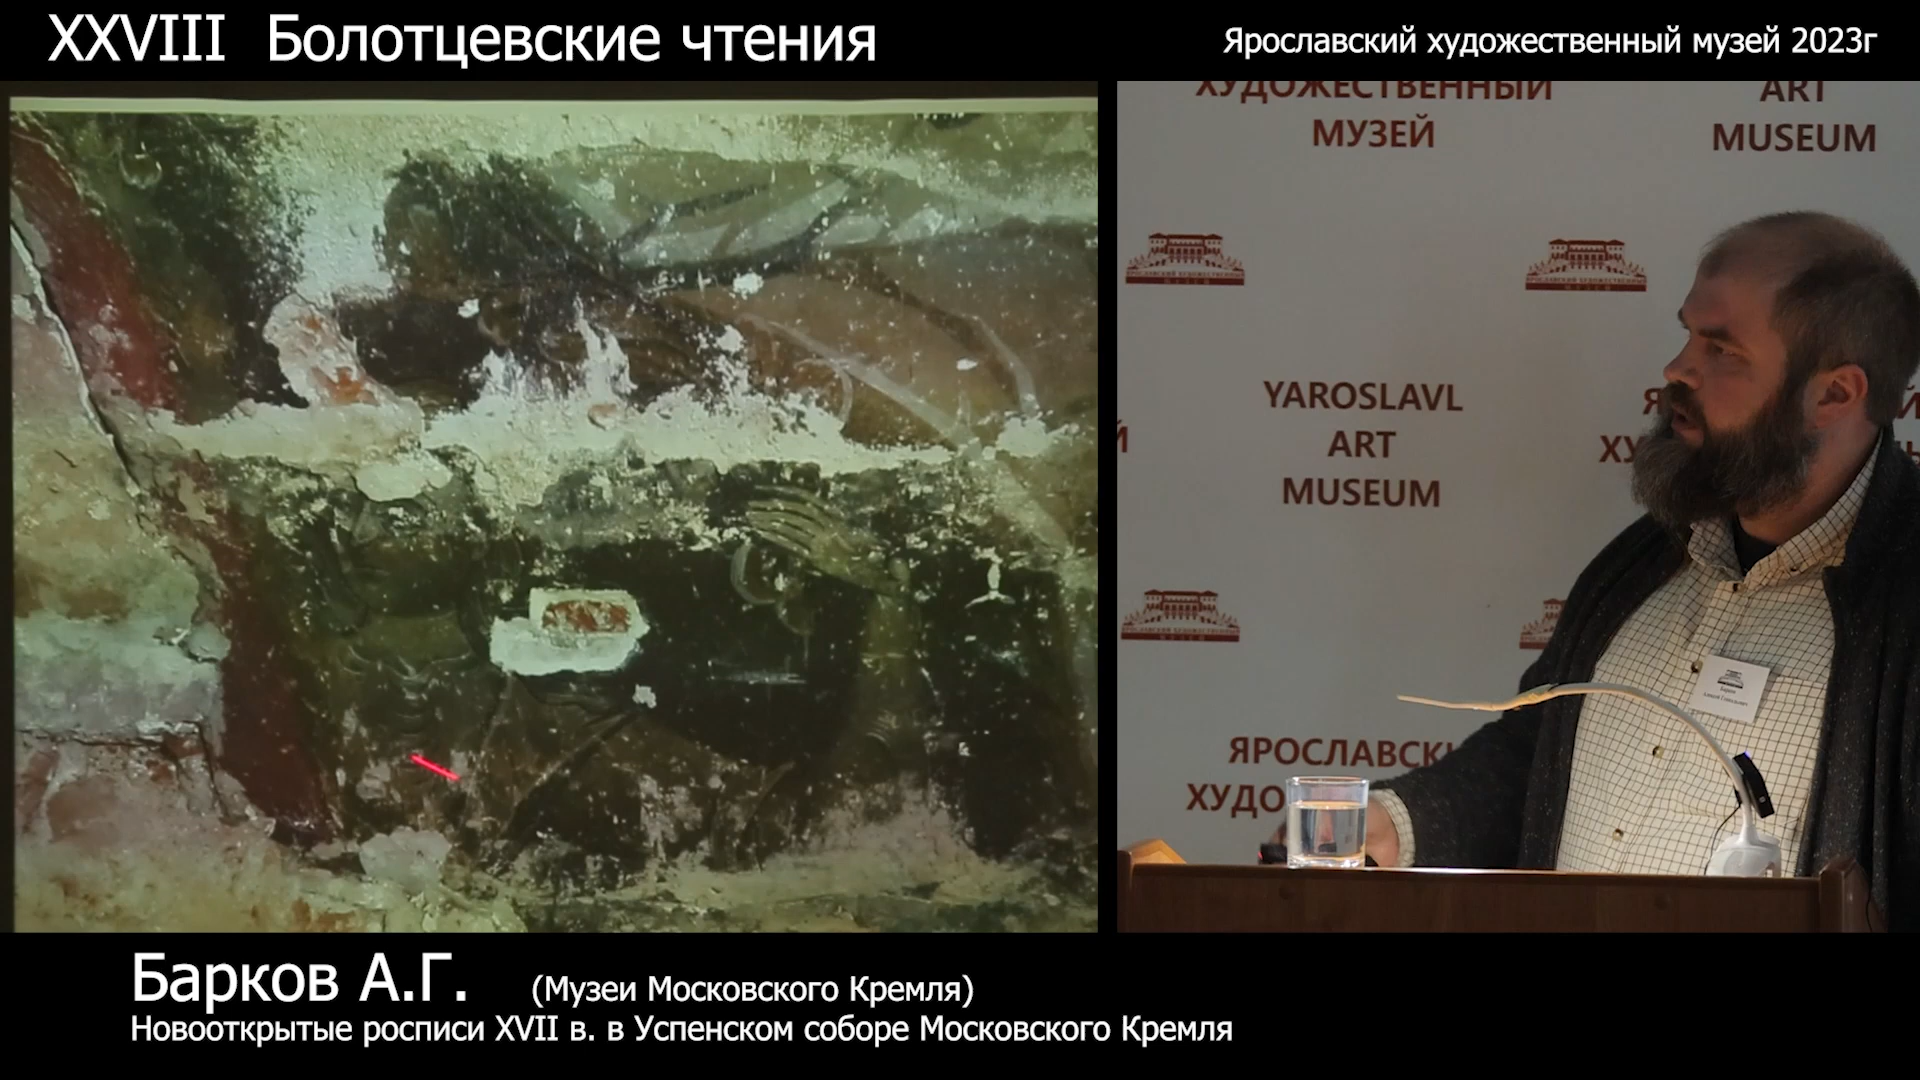 XXVIII Болотцевские чтения
Ярославский художественный музей 2023г
ХУДОЖЕСТВЕННЫЙ
МУЗЕЙ
ART
MUSEUM
YAROSLAVL
ART
MUSEUM
ЯРОСЛАВСК
ХУДО
Барков А.Г.
(Музеи Московского Кремля)
Новооткрытые росписи XVII в. в Успенском соборе Московского Кремля